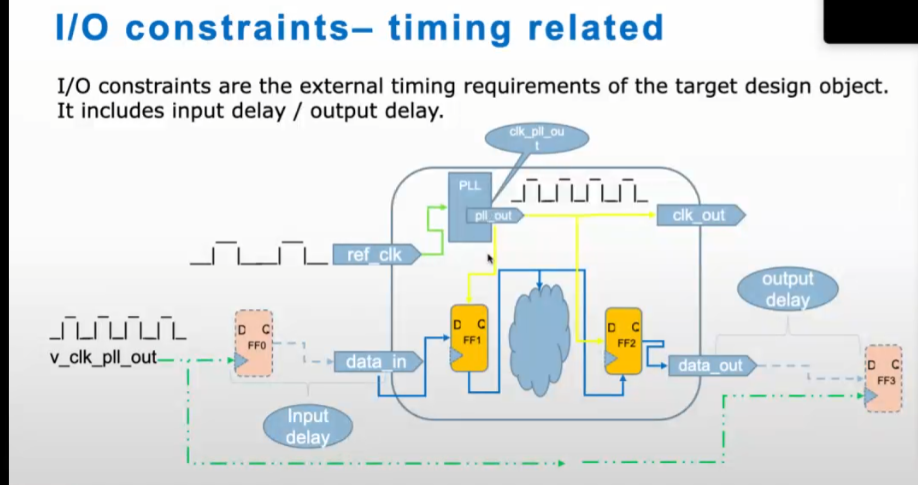 I/O constraints– timing related
I/O constraints are the external timing requirements of the target design object.
It includes input delay / output delay.
clk_pll_ou
t
PLL
pll_out
clk_out
ref_clk
output
delay
D C
FF0
v_clk_pll_out
data_in
D C
FF1
D C
FF2
data_out
D C
FF3
Input
delay